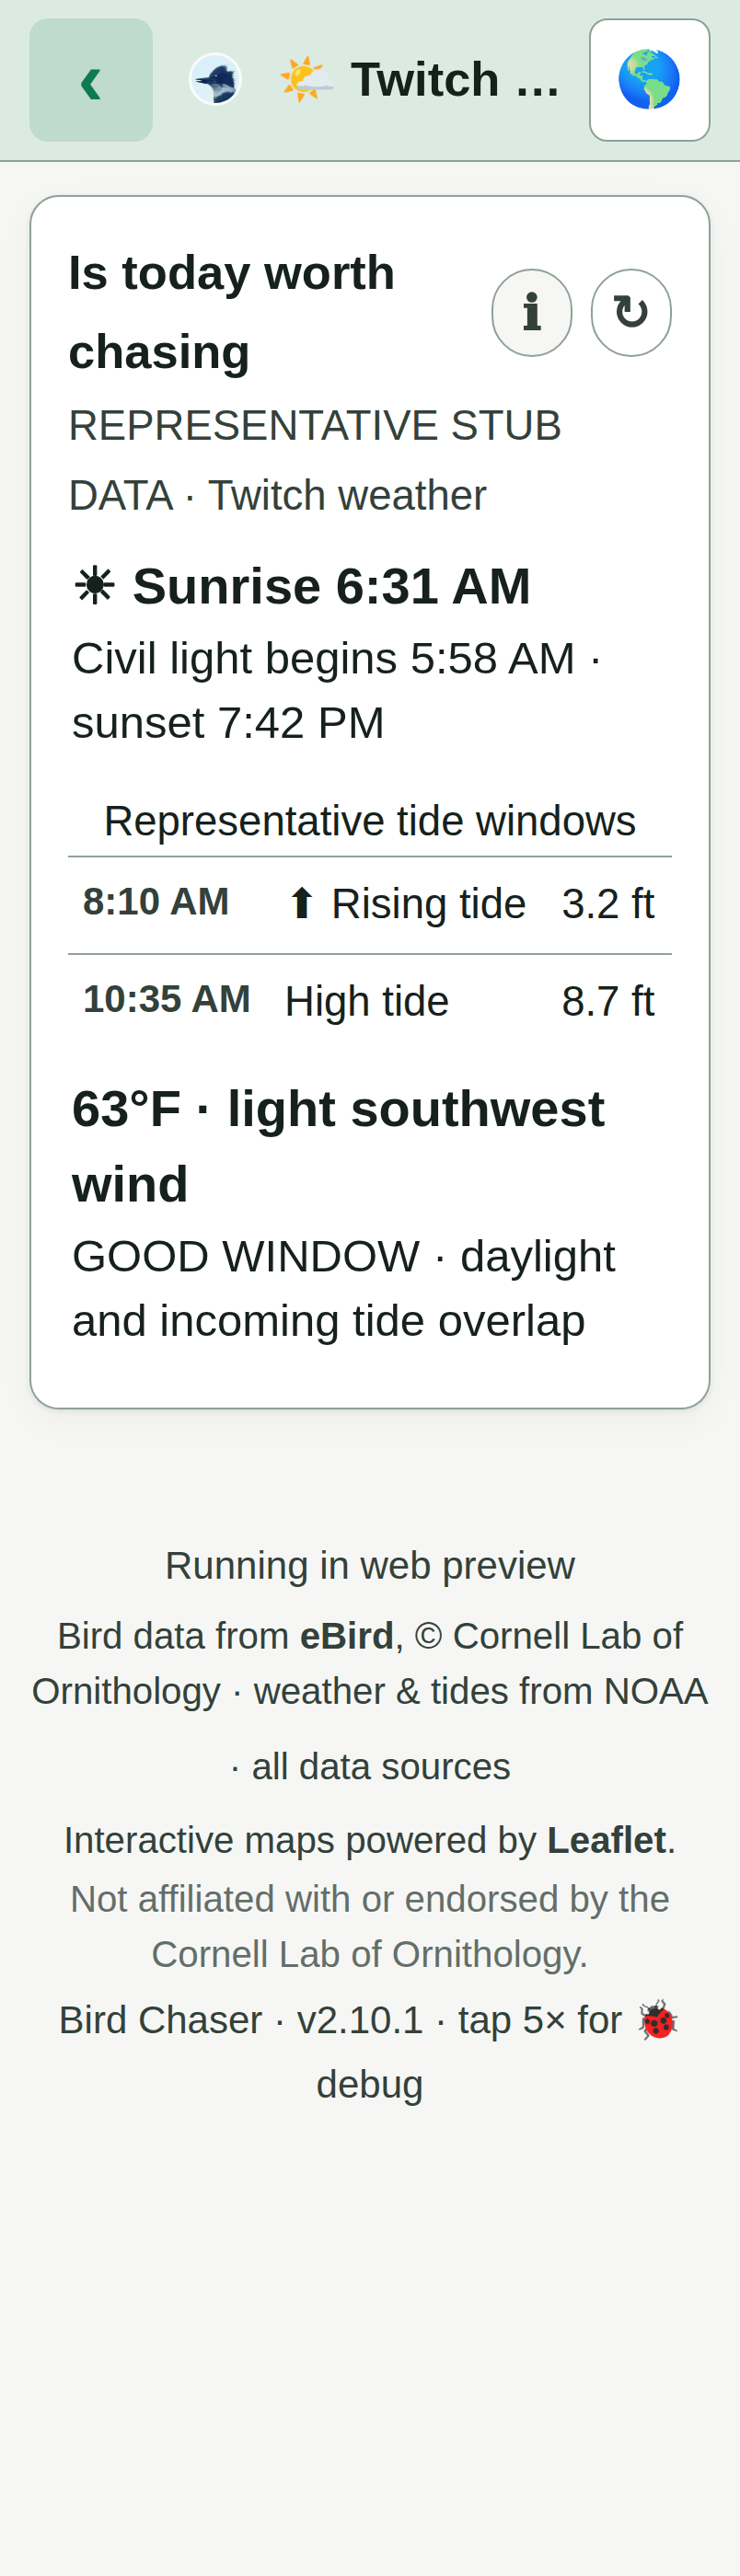 ‹ 🌤️ Twitch … 🌎
Is today worth
chasing
ℹ ↻
REPRESENTATIVE STUB
DATA · Twitch weather
☀ Sunrise 6:31 AM
Civil light begins 5:58 AM ·
sunset 7:42 PM
Representative tide windows
8:10 AM ⬆ Rising tide 3.2 ft
10:35 AM High tide 8.7 ft
63°F · light southwest
wind
GOOD WINDOW · daylight
and incoming tide overlap
Running in web preview
Bird data from eBird, © Cornell Lab of
Ornithology · weather & tides from NOAA
· all data sources
Interactive maps powered by Leaflet.
Not affiliated with or endorsed by the
Cornell Lab of Ornithology.
Bird Chaser · v2.10.1 · tap 5× for 🐞
debug